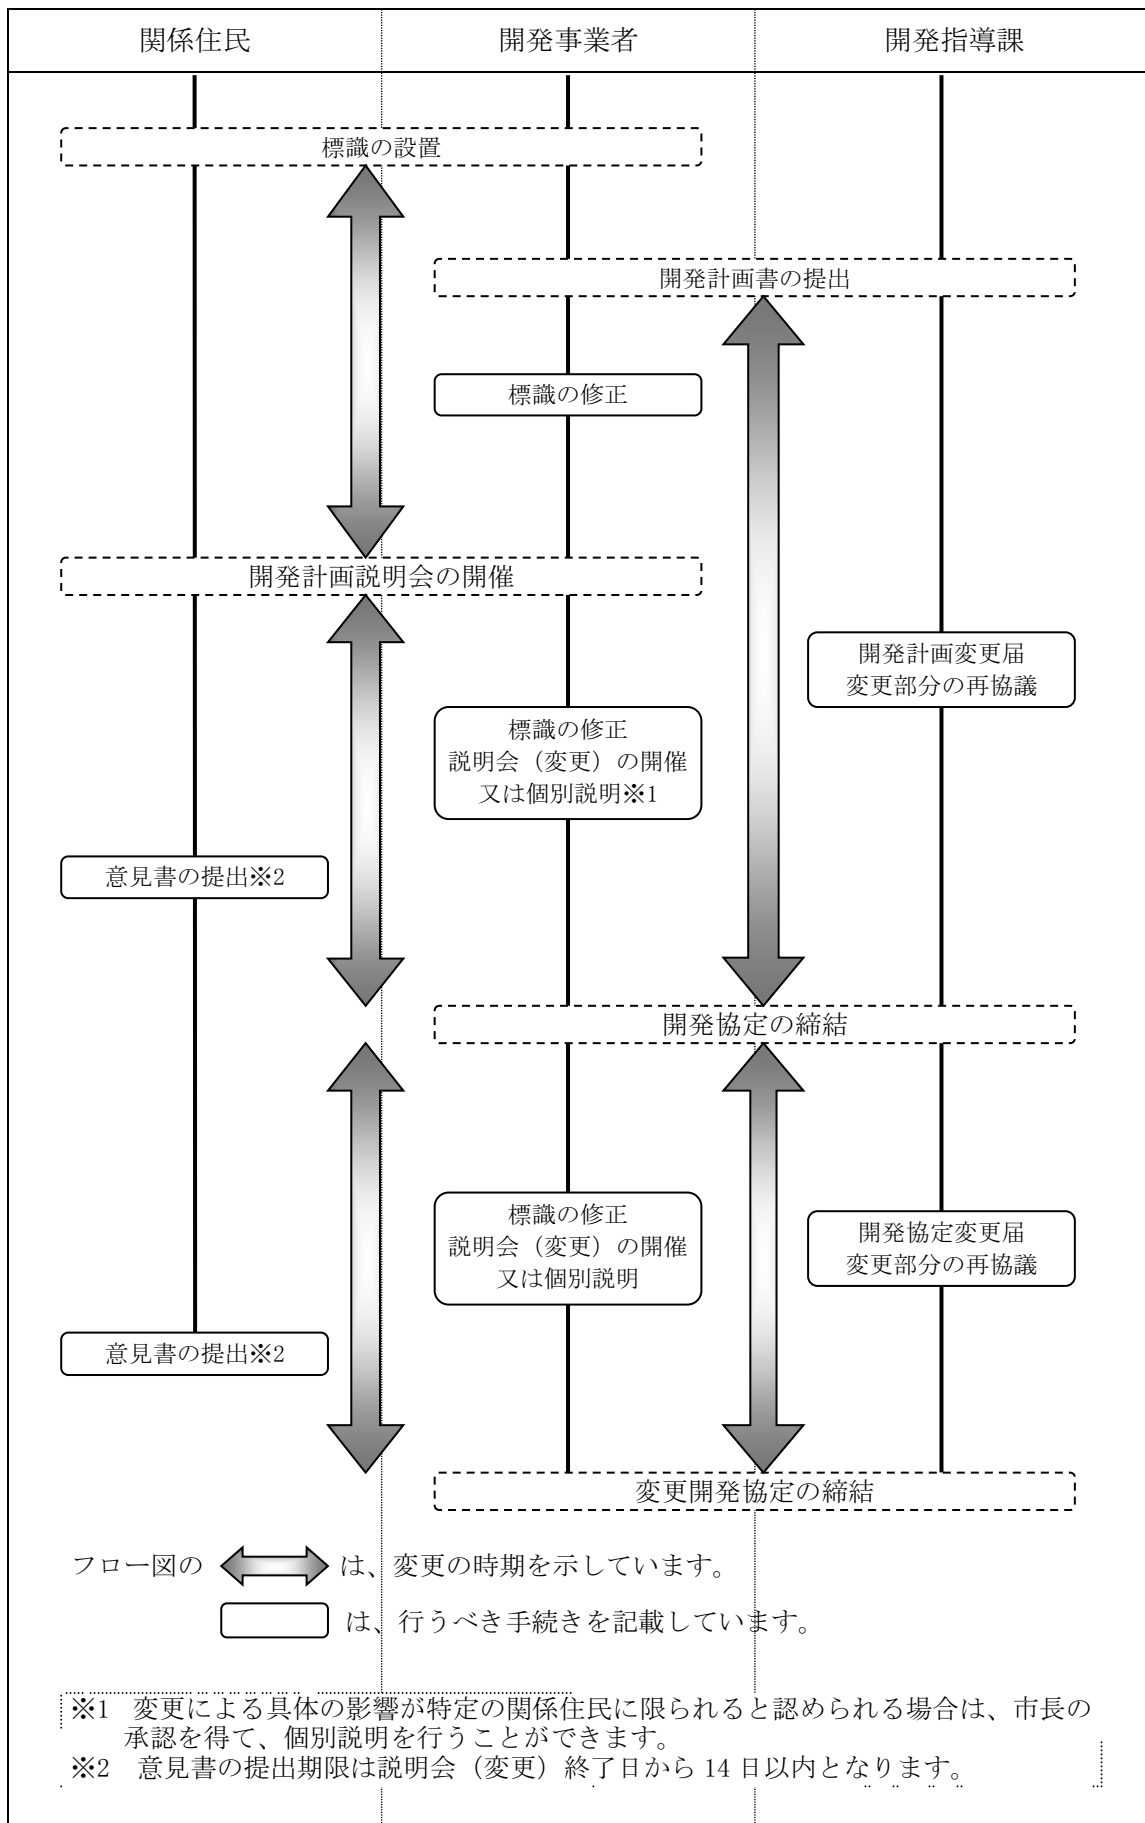 関係住民
開発事業者
開発指導課
標識の設置
開発計画書の提出
標識の修正
開発計画説明会の開催
開発計画変更届
変更部分の再協議
標識の修正
説明会（変更）の開催
又は個別説明※1
意見書の提出※2
開発協定の締結
標識の修正
説明会（変更）の開催
又は個別説明
開発協定変更届
変更部分の再協議
意見書の提出※2
変更開発協定の締結
フロー図の は、変更の時期を示しています。
は、行うべき手続きを記載しています。
※1　変更による具体の影響が特定の関係住民に限られると認められる場合は、市長の
承認を得て、個別説明を行うことができます。
※2　意見書の提出期限は説明会（変更）終了日から 14 日以内となります。